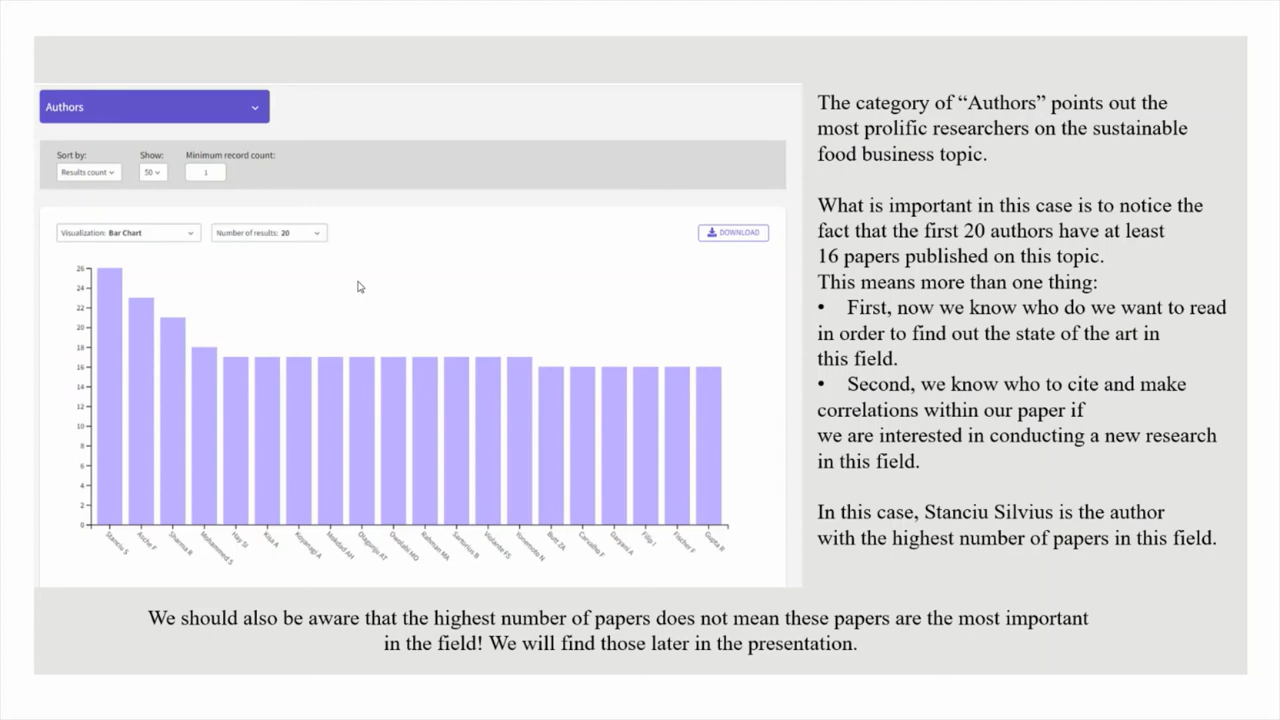 Authors
Sort by:
Show:
Minimum record count:
Results count
50
1
Visualization: Bar Chart
Number of results: 20
DOWNLOAD
26
24
22
20
18
16
14
12
10
8
6
4
2
0
Stanciu S
Asche F
Sharma R
Mohammed S
Hay SI
Kisa A
Koyanagi A
Mokdad AH
Olagunju AT
Owolabi MO
Rahman MA
Sartorius B
Violante FS
Yonemoto N
Butt ZA
Carvalho F
Daryani A
Filip I
Fischer F
Gupta R
The category of “Authors” points out the
most prolific researchers on the sustainable
food business topic.
What is important in this case is to notice the
fact that the first 20 authors have at least
16 papers published on this topic.
This means more than one thing:
• First, now we know who do we want to read
in order to find out the state of the art in
this field.
• Second, we know who to cite and make
correlations within our paper if
we are interested in conducting a new research
in this field.
In this case, Stanciu Silvius is the author
with the highest number of papers in this field.
We should also be aware that the highest number of papers does not mean these papers are the most important
in the field! We will find those later in the presentation.